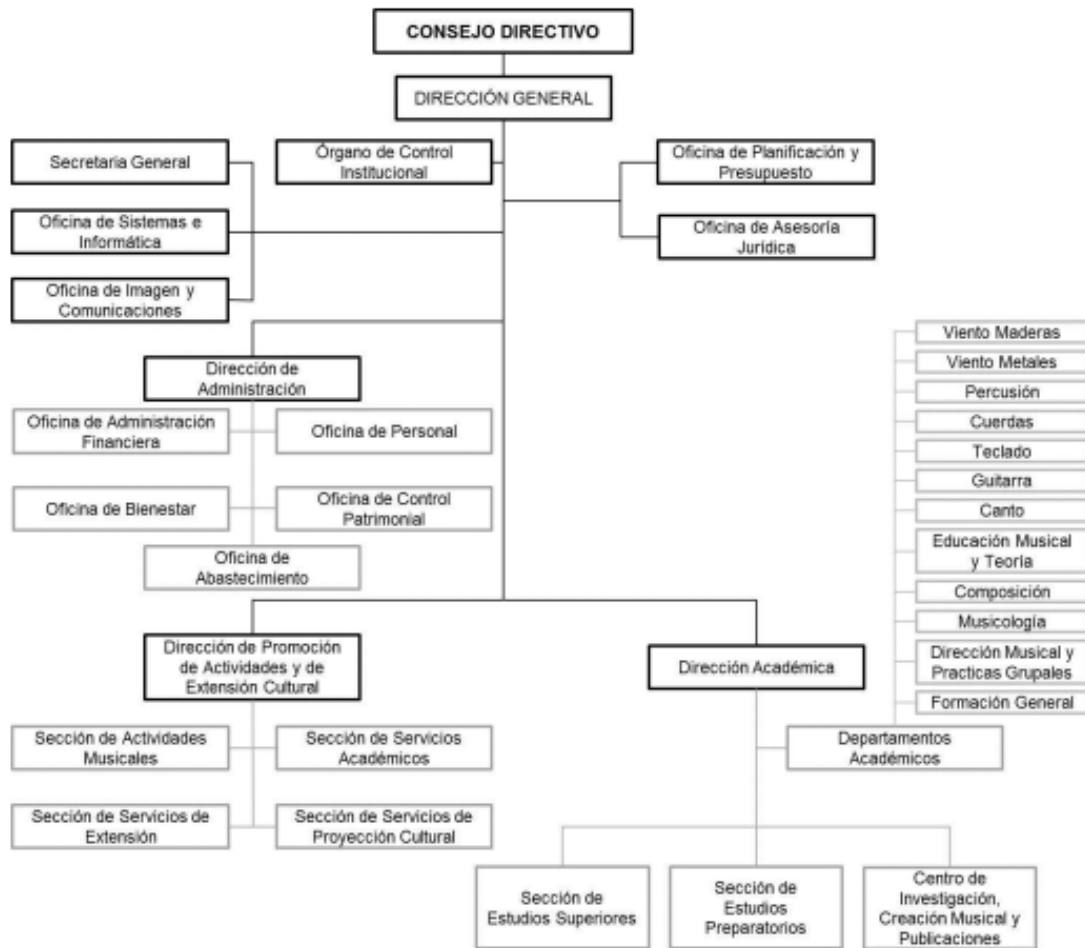 CONSEJO DIRECTIVO
DIRECCIÓN GENERAL
Secretaria General
Órgano de Control
Institucional
Oficina de Planificación y
Presupuesto
Oficina de Sistemas e
Informática
Oficina de Asesoría
Jurídica
Oficina de Imagen y
Comunicaciones
Dirección de
Administración
Oficina de Administración
Financiera
Oficina de Personal
Oficina de Bienestar
Oficina de Control
Patrimonial
Oficina de
Abastecimiento
Viento Maderas
Viento Metales
Percusión
Cuerdas
Teclado
Guitarra
Canto
Educación Musical
y Teoría
Composición
Musicología
Dirección Musical y
Practicas Grupales
Formación General
Dirección de Promoción
de Actividades y de
Extensión Cultural
Dirección Académica
Sección de Actividades
Musicales
Sección de Servicios
Académicos
Departamentos
Académicos
Sección de Servicios de
Extensión
Sección de Servicios de
Proyección Cultural
Sección de
Estudios Superiores
Sección de
Estudios
Preparatorios
Centro de
Investigación,
Creación Musical y
Publicaciones